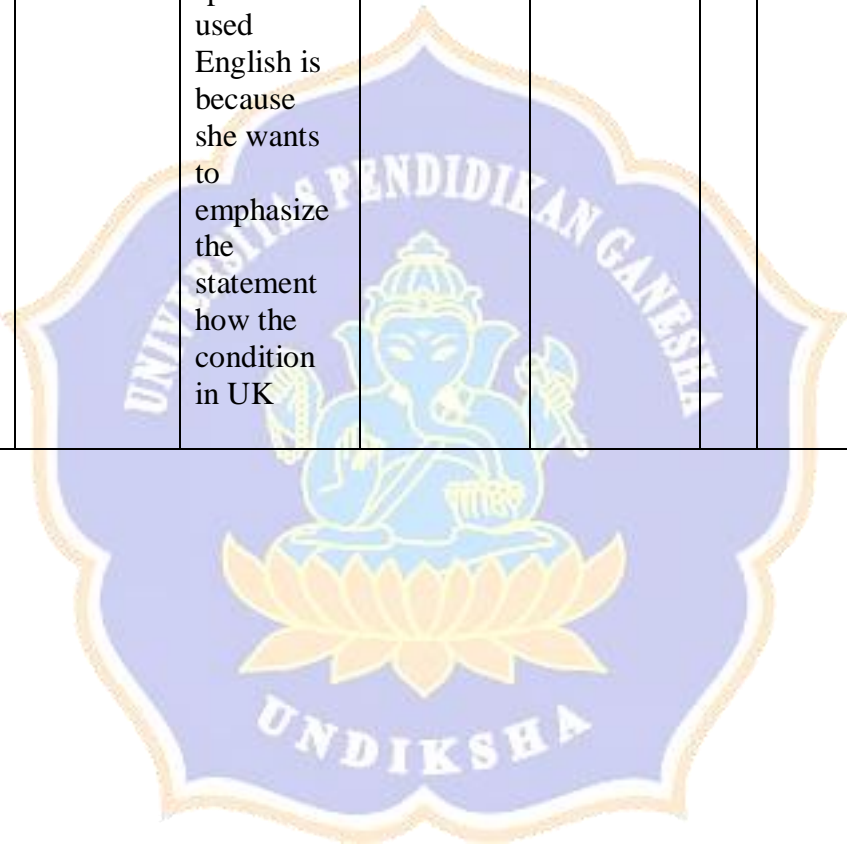 used
English is
because
she wants
to
emphasize
the
statement
how the
condition
in UK
UNIVERSITAS PENDIDIKAN GANESHA
UNDIKSHA